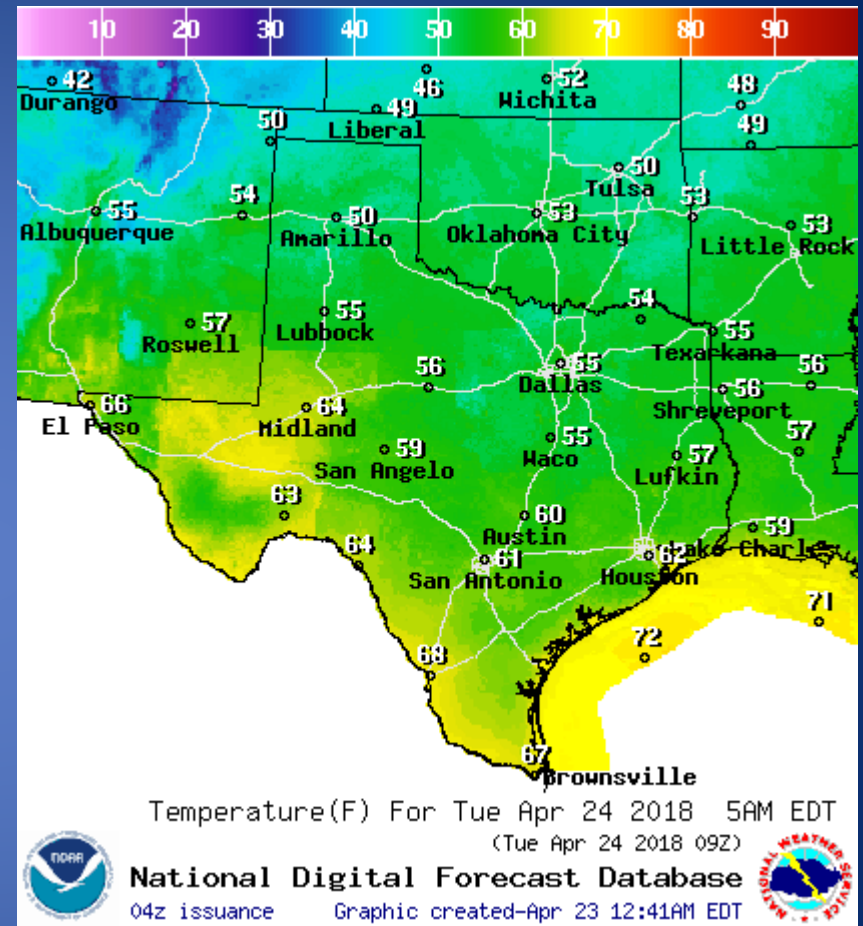 10 20 30 40 50 60 70 80 90
42
Durango
46
52
Wichita
48
49
Liberal
50
49
50
Tulsa
55
Albuquerque
54
50
Amarillo
53
Oklahoma City
53
53
Little Rock
57
Roswell
55
Lubbock
54
55
Texarkana
56
55
Dallas
56
Shreveport
56
66
El Paso
64
Midland
59
San Angelo
55
Waco
57
Lufkin
57
63
60
Austin
59
Lake Charles
64
61
San Antonio
62
Houston
71
72
68
67
Brownsville
Temperature(F) For Tue Apr 24 2018 5AM EDT
(Tue Apr 24 2018 09Z)
National Digital Forecast Database
04z issuance Graphic created-Apr 23 12:41AM EDT
NOAA
NATIONAL WEATHER SERVICE